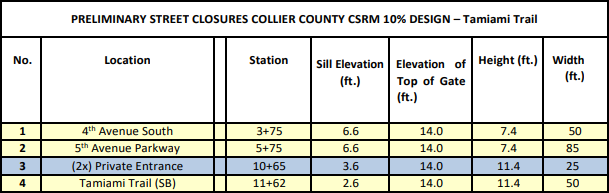 PRELIMINARY STREET CLOSURES COLLIER COUNTY CSRM 10% DESIGN – Tamiami Trail
No. Location Station Sill Elevation (ft.) Elevation of Top of Gate (ft.) Height (ft.) Width (ft.)
1 4th Avenue South 3+75 6.6 14.0 7.4 50
2 5th Avenue Parkway 5+75 6.6 14.0 7.4 85
3 (2x) Private Entrance 10+65 3.6 14.0 11.4 25
4 Tamiami Trail (SB) 11+62 2.6 14.0 11.4 50